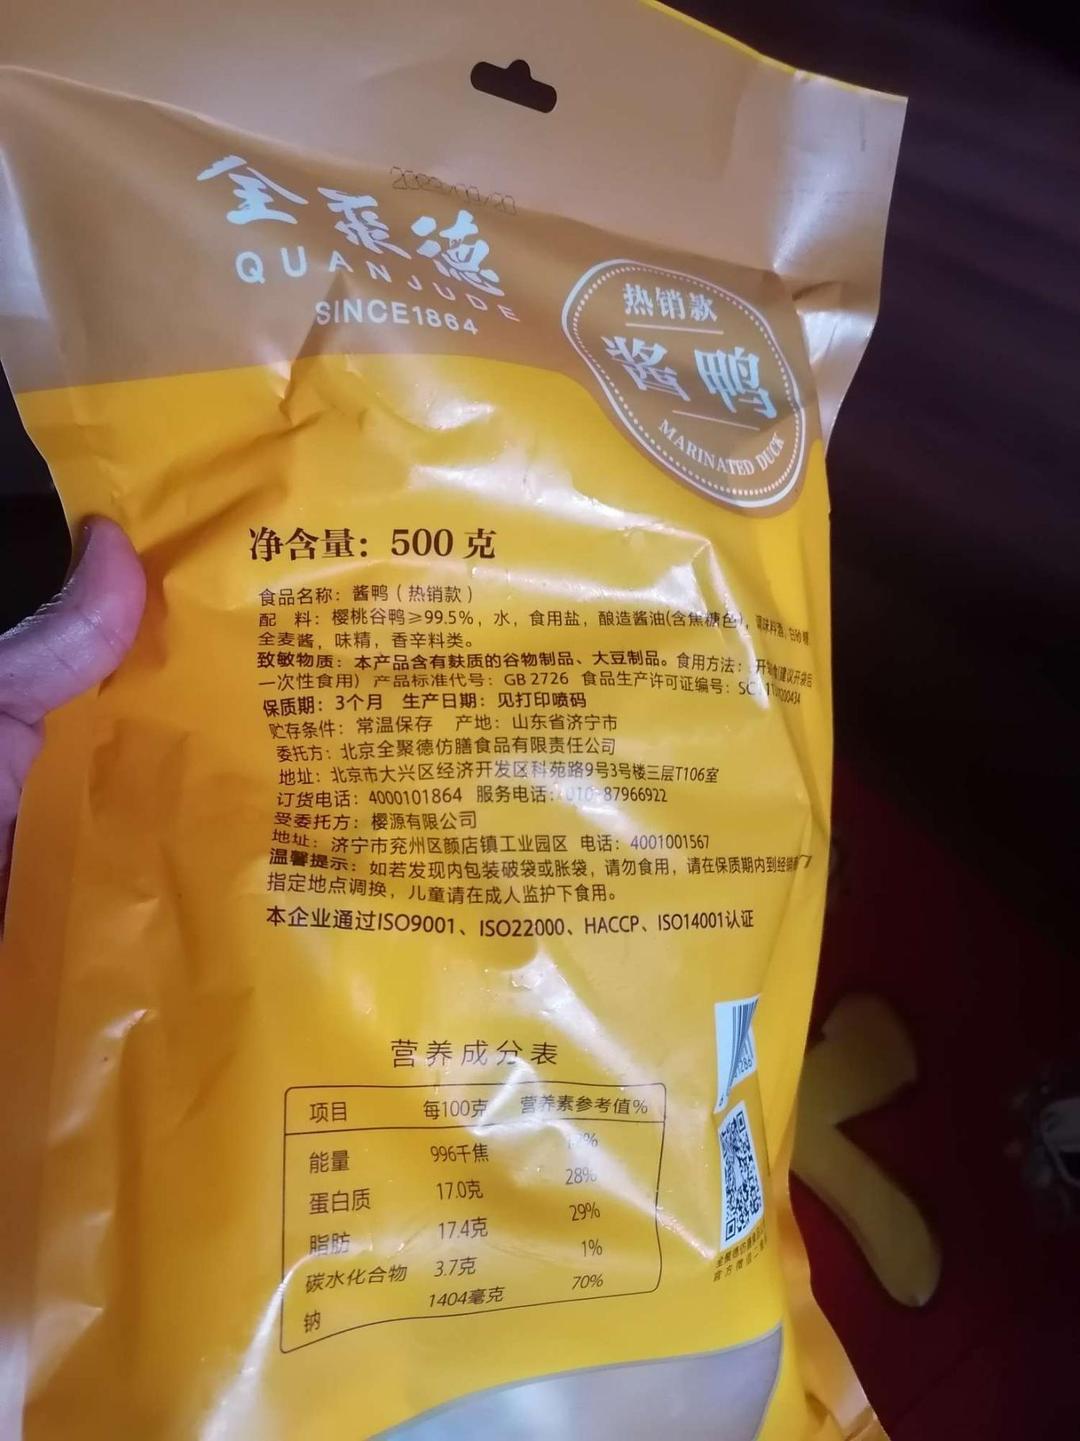 全聚德
QUANJUDE
SINCE1864
热销款
酱鸭
MARINATED DUCK
净含量：500 克
食品名称：酱鸭（热销款）
配 料：樱桃谷鸭≥99.5%，水，食用盐，酿造酱油(含焦糖色)，调味料酒，
全麦酱，味精，香辛料类。
致敏物质：本产品含有麸质的谷物制品、大豆制品。食用方法：开袋即食(建议开袋后
一次性食用) 产品标准代号：GB 2726 食品生产许可证编号：
保质期：3个月 生产日期：见打印喷码
贮存条件：常温保存 产地：山东省济宁市
委托方：北京全聚德仿膳食品有限责任公司
地址：北京市大兴区经济开发区科苑路9号3号楼三层T106室
订货电话：4000101864 服务电话：010-87966922
受委托方：樱源有限公司
地址：济宁市兖州区颜店镇工业园区 电话：4001001567
温馨提示：如若发现内包装破袋或胀袋，请勿食用，请在保质期内到经销商
指定地点调换，儿童请在成人监护下食用。
本企业通过ISO9001、ISO22000、HACCP、ISO14001认证
营养成分表
项目 每100克 营养素参考值%
能量 996千焦
蛋白质 17.0克 28%
脂肪 17.4克 29%
碳水化合物 3.7克 1%
钠 1404毫克 70%